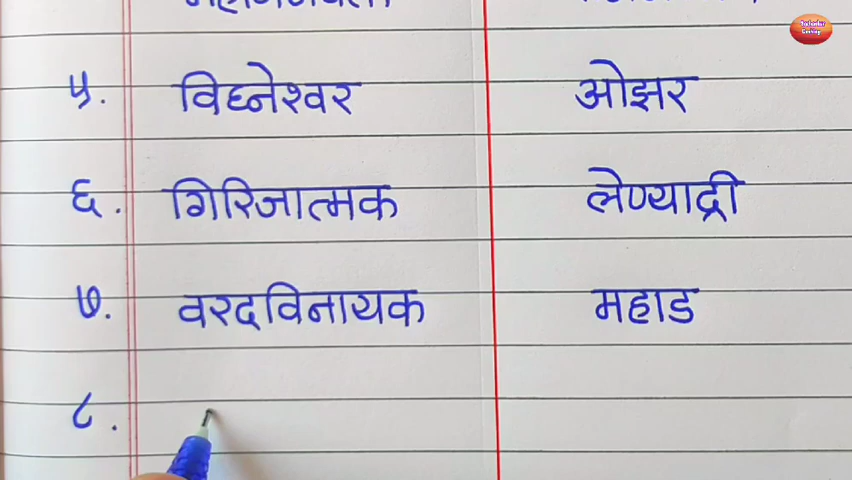 ५. विघ्नेश्वर ओझर
६. गिरिजात्मक लेण्याद्री
७. वरदविनायक महाड
८.